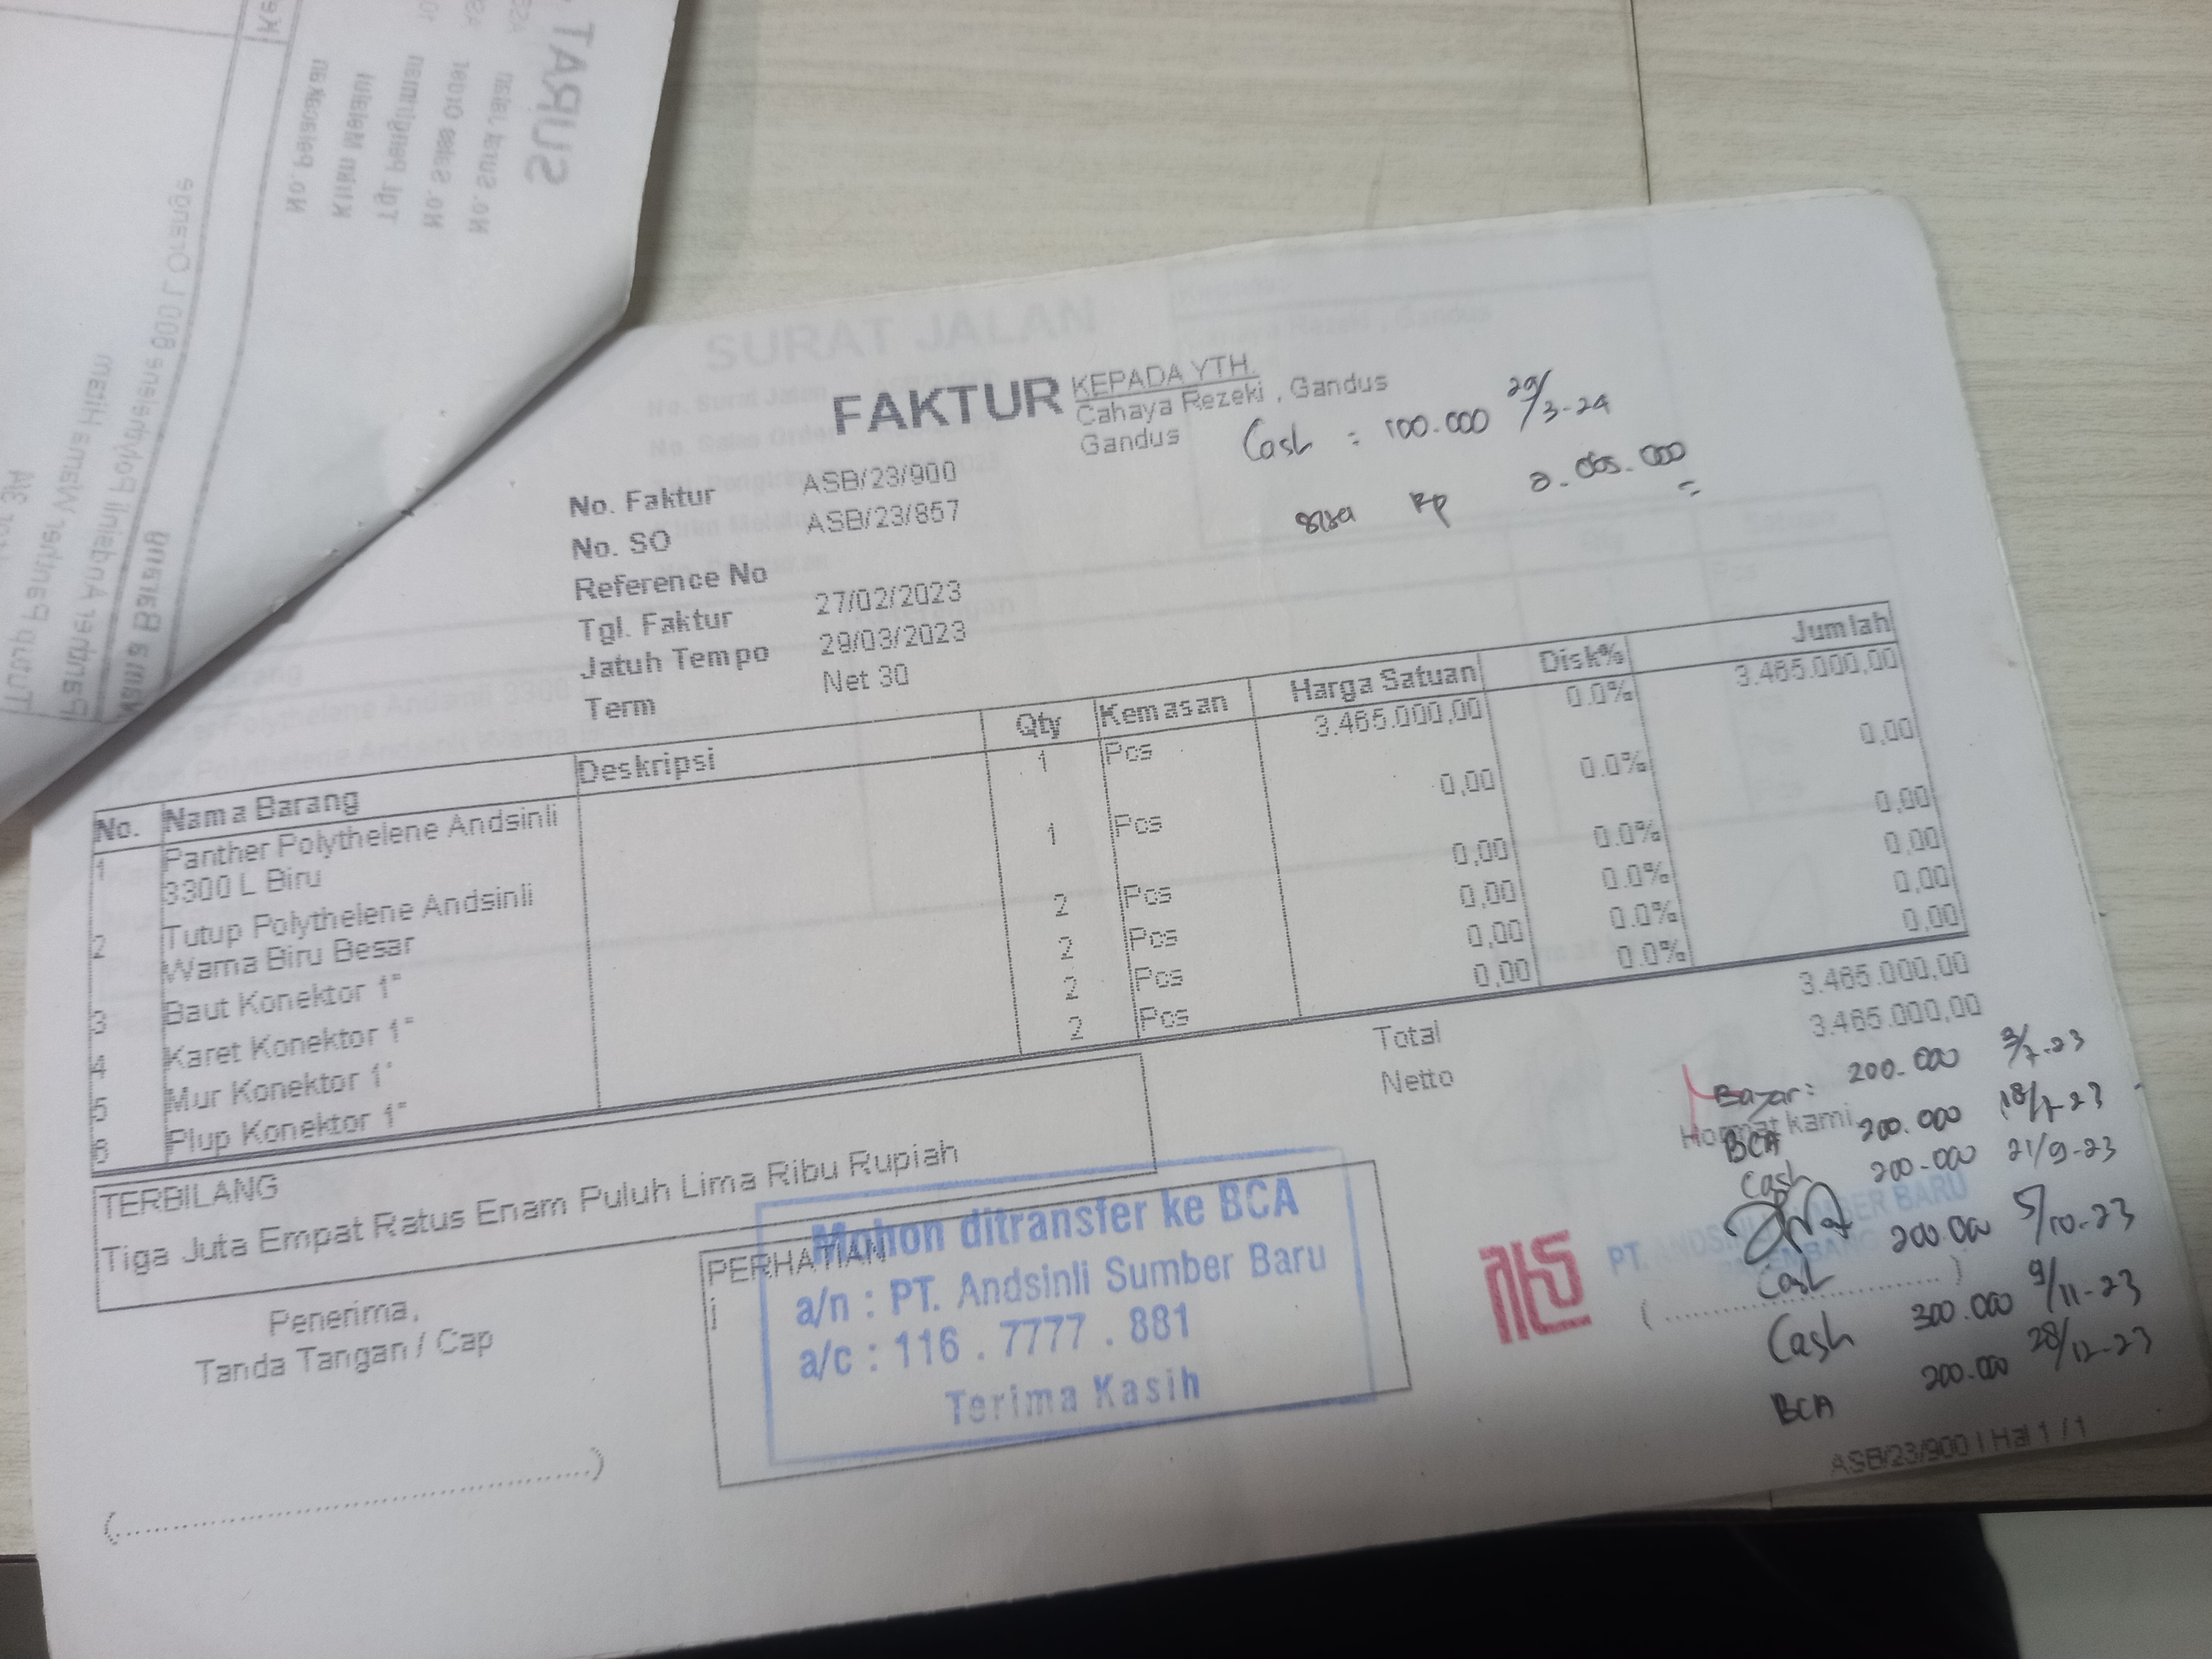 SURAT JALAN
FAKTUR
KEPADA YTH.
Cahaya Rezeki , Gandus
Gandus
Cash : 100.000 29/3-24
sisa Rp 2.065.000
No. Faktur ASB/23/900
No. SO ASB/23/857
Reference No
Tgl. Faktur 27/02/2023
Jatuh Tempo 29/03/2023
Term Net 30
No. Nama Barang Deskripsi Qty Kemasan Harga Satuan Disk% Jumlah
1 Panther Polythelene Andsinli 1 Pcs 3.465.000,00 0.0% 3.465.000,00
3300 L Biru
2 Tutup Polythelene Andsinli 1 Pcs 0,00 0.0% 0,00
Warna Biru Besar
3 Baut Konektor 1" 2 Pcs 0,00 0.0% 0,00
4 Karet Konektor 1" 2 Pcs 0,00 0.0% 0,00
5 Mur Konektor 1" 2 Pcs 0,00 0.0% 0,00
6 Plup Konektor 1" 2 Pcs 0,00 0.0% 0,00
Total 3.465.000,00
Netto 3.465.000,00
TERBILANG
Tiga Juta Empat Ratus Enam Puluh Lima Ribu Rupiah
Penerima,
Tanda Tangan / Cap
PERHATIAN
Mohon ditransfer ke BCA
a/n : PT. Andsinli Sumber Baru
a/c : 116 . 7777 . 881
Terima Kasih
Hormat kami
Bayar : 200.000 3/7-23
BCA 200.000 18/7-23
Cash 200.000 21/9-23
Cash 200.000 5/10-23
Cash 300.000 9/11-23
BCA 200.000 28/12-23
ASB/23/900 | Hal 1 / 1